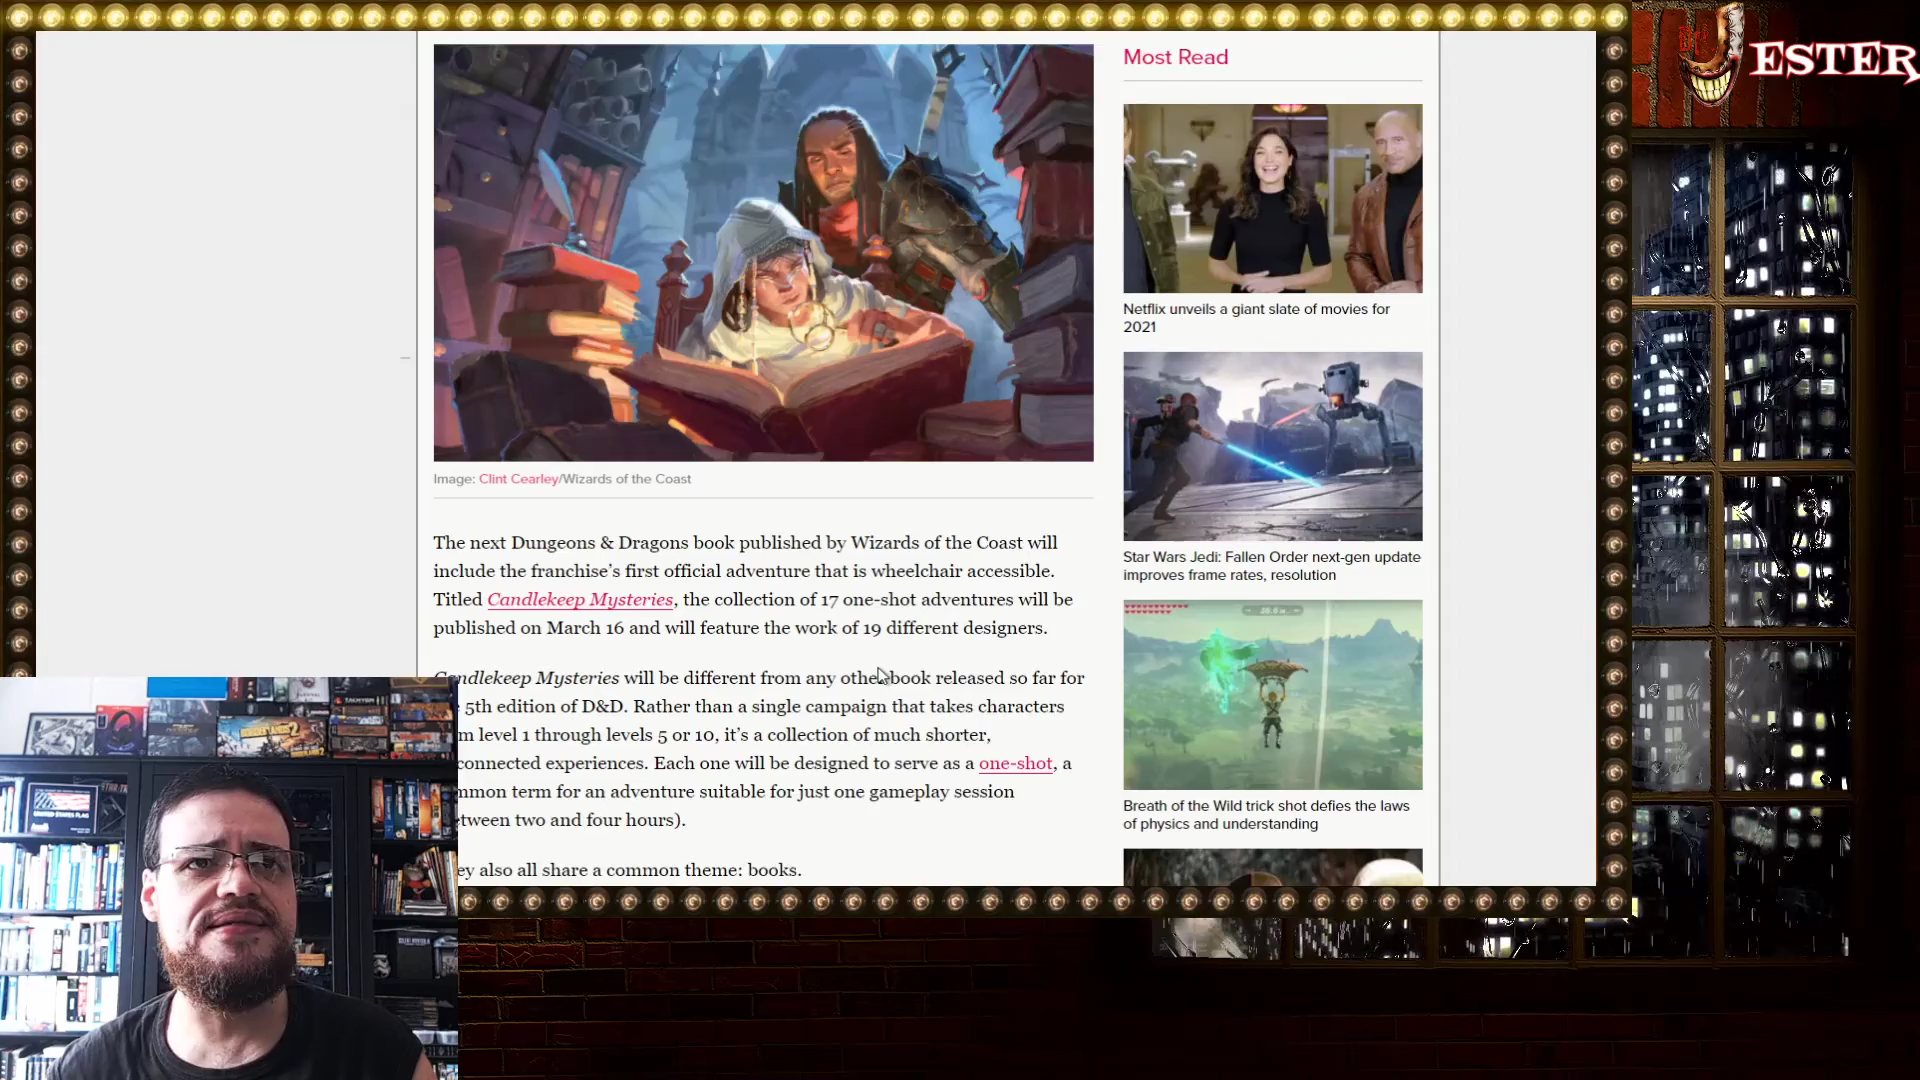 ESTER
Most Read
Netflix unveils a giant slate of movies for
2021
Star Wars Jedi: Fallen Order next-gen update
improves frame rates, resolution
Breath of the Wild trick shot defies the laws
of physics and understanding
Image: Clint Cearley/Wizards of the Coast
The next Dungeons & Dragons book published by Wizards of the Coast will
include the franchise’s first official adventure that is wheelchair accessible.
Titled Candlekeep Mysteries, the collection of 17 one-shot adventures will be
published on March 16 and will feature the work of 19 different designers.
Candlekeep Mysteries will be different from any other book released so far for
5th edition of D&D. Rather than a single campaign that takes characters
m level 1 through levels 5 or 10, it’s a collection of much shorter,
connected experiences. Each one will be designed to serve as a one-shot, a
mmon term for an adventure suitable for just one gameplay session
tween two and four hours).
ey also all share a common theme: books.
BORDERLANDS 2
UNITED STATES FLAG